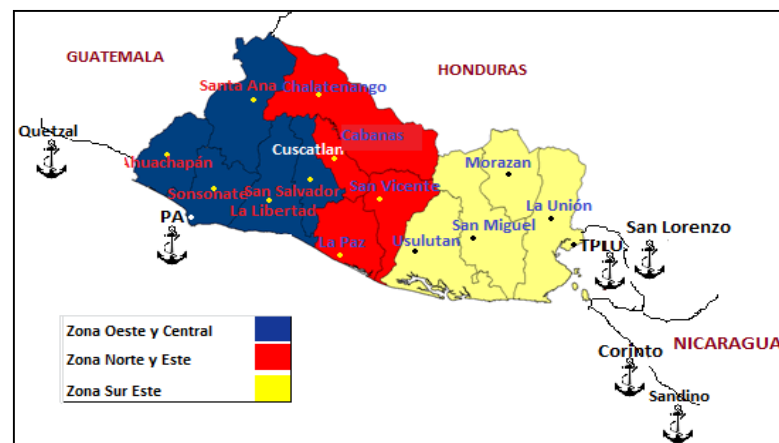 GUATEMALA
HONDURAS
Santa Ana
Chalatenango
Quetzal
Cabanas
Cuscatlan
Morazan
Ahuachapán
San Vicente
Sonsonate
San Salvador
La Unión
La Libertad
PA
San Miguel
San Lorenzo
La Paz
Usulutan
TPLU
Zona Oeste y Central
Zona Norte y Este
Zona Sur Este
NICARAGUA
Corinto
Sandino